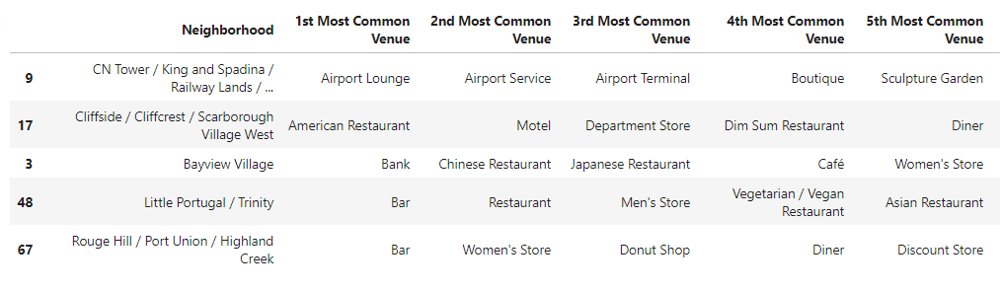 Neighborhood 1st Most Common Venue 2nd Most Common Venue 3rd Most Common Venue 4th Most Common Venue 5th Most Common Venue
9 CN Tower / King and Spadina / Railway Lands / ... Airport Lounge Airport Service Airport Terminal Boutique Sculpture Garden
17 Cliffside / Cliffcrest / Scarborough Village West American Restaurant Motel Department Store Dim Sum Restaurant Diner
3 Bayview Village Bank Chinese Restaurant Japanese Restaurant Café Women's Store
48 Little Portugal / Trinity Bar Restaurant Men's Store Vegetarian / Vegan Restaurant Asian Restaurant
67 Rouge Hill / Port Union / Highland Creek Bar Women's Store Donut Shop Diner Discount Store